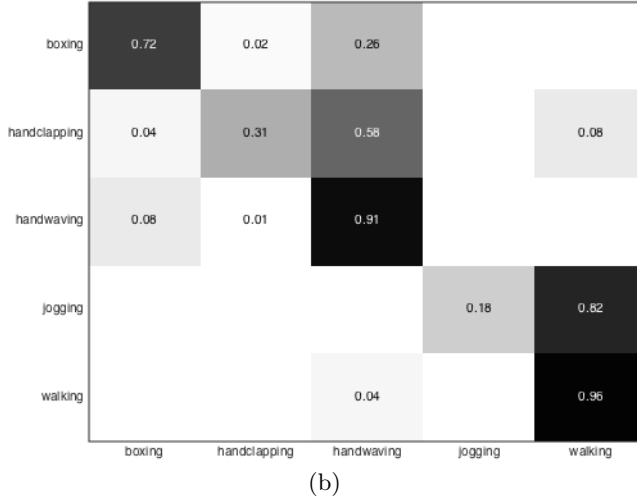 boxing 0.72 0.02 0.26
handclapping 0.04 0.31 0.58 0.08
handwaving 0.08 0.01 0.91
jogging 0.18 0.82
walking 0.04 0.96
boxing handclapping handwaving jogging walking
(b)